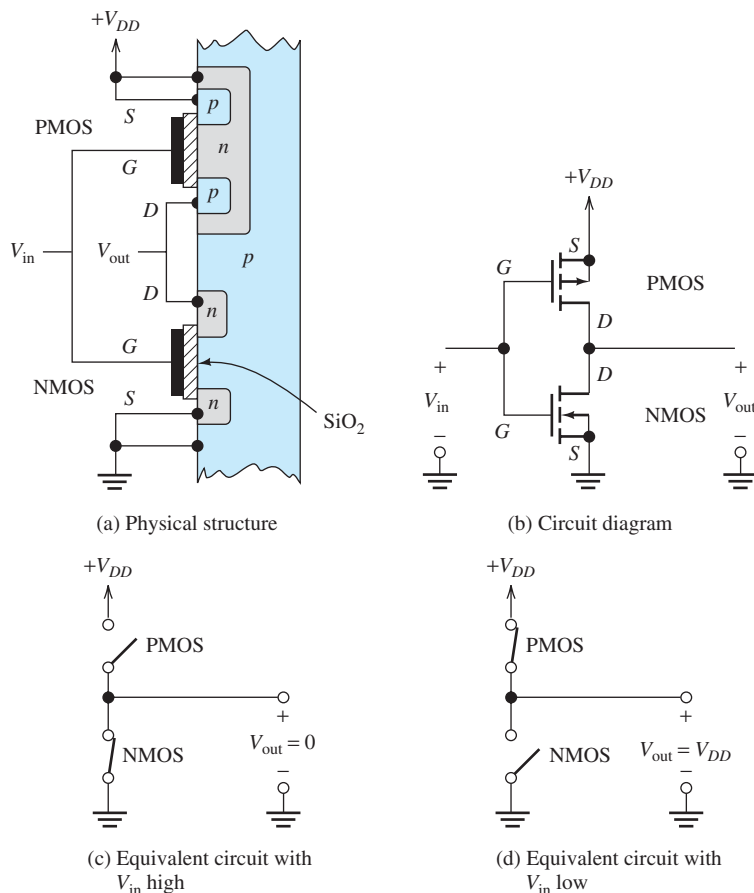 +V_DD
S
p
PMOS
n
G
p
D
V_in
V_out
p
D
n
G
NMOS
S
n
SiO₂
(a) Physical structure
+V_DD
S
G
PMOS
D
D
+
+
V_in
V_out
NMOS
G
−
S
−
(b) Circuit diagram
+V_DD
PMOS
+
NMOS
V_out = 0
−
(c) Equivalent circuit with
V_in high
+V_DD
PMOS
+
NMOS
V_out = V_DD
−
(d) Equivalent circuit with
V_in low